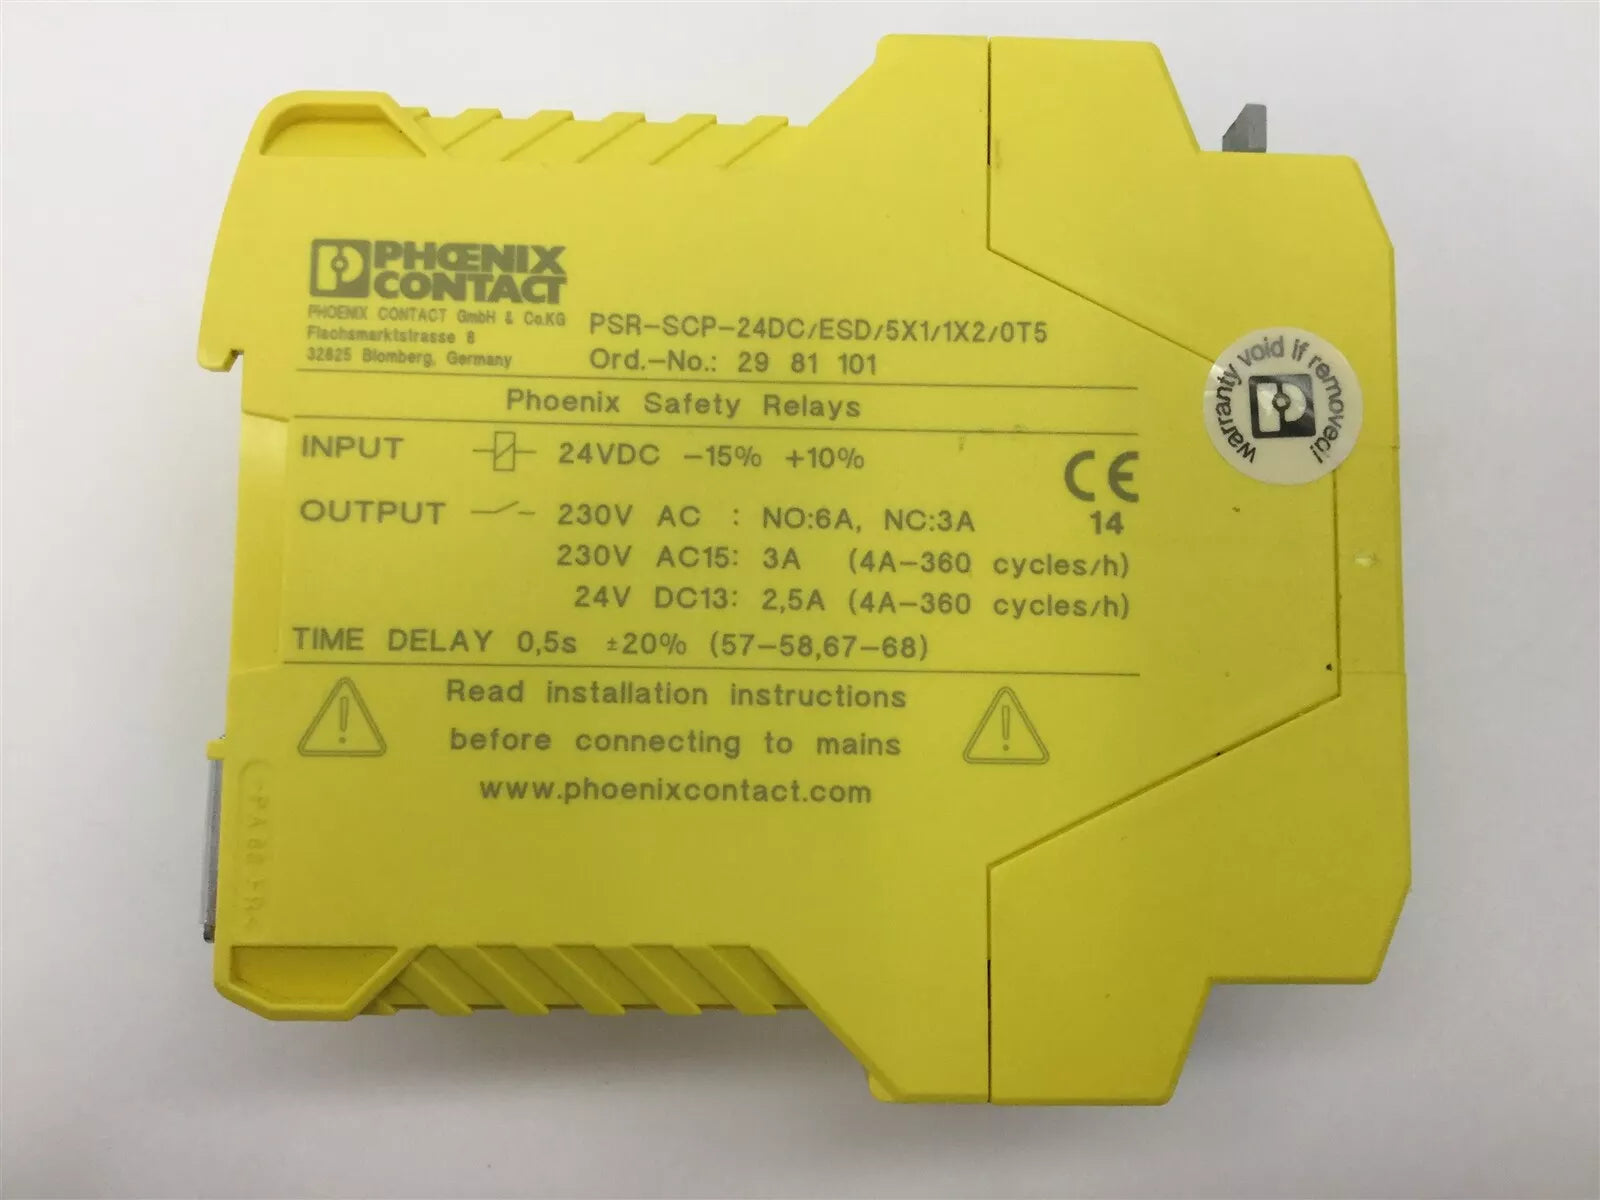 PHŒNIX
CONTACT
PHOENIX CONTACT GmbH & Co.KG
Flachsmarktstrasse 8
32825 Blomberg, Germany
PSR-SCP-24DC/ESD/5X1/1X2/0T5
Ord.-No.: 29 81 101
Phoenix Safety Relays
INPUT 24VDC -15% +10%
OUTPUT 230V AC : NO:6A, NC:3A
230V AC15: 3A (4A-360 cycles/h)
24V DC13: 2,5A (4A-360 cycles/h)
CE
14
TIME DELAY 0,5s ±20% (57-58,67-68)
Read installation instructions
before connecting to mains
www.phoenixcontact.com
warranty void if removed!